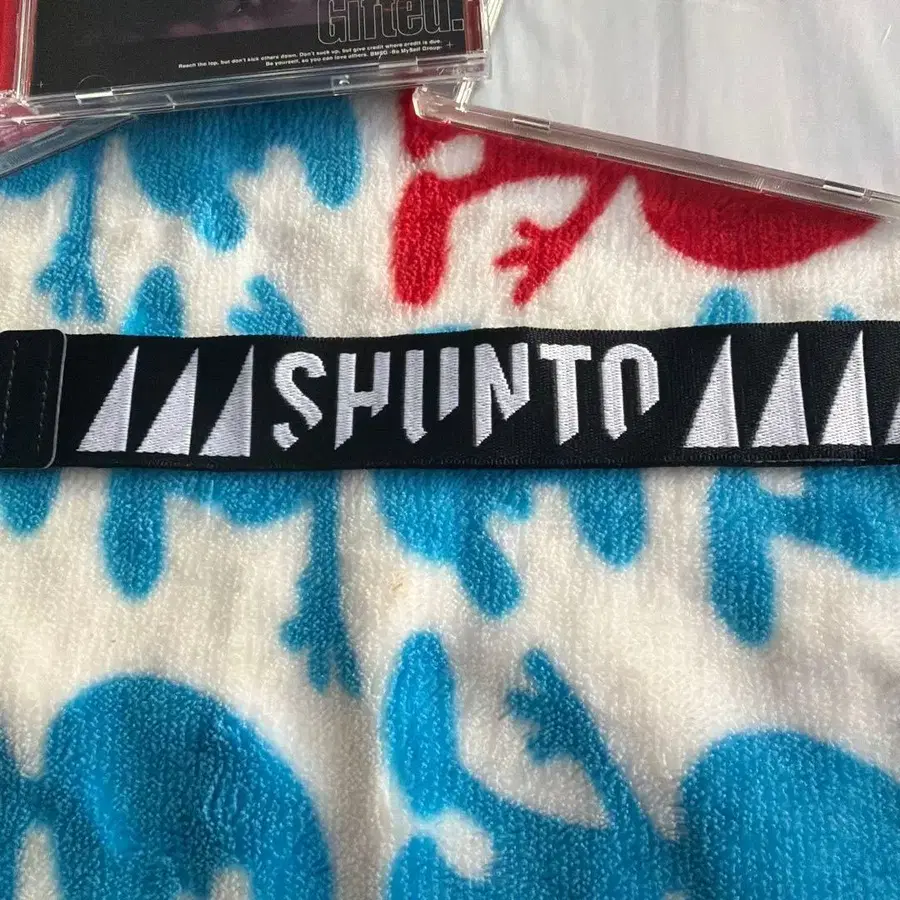 Gifted.
Reach the top, but don't kick others down. Don't suck up, but give credit where credit is due.
Be yourself, so you can love others. BMSG -Be MySelf Group-
SHUNTO